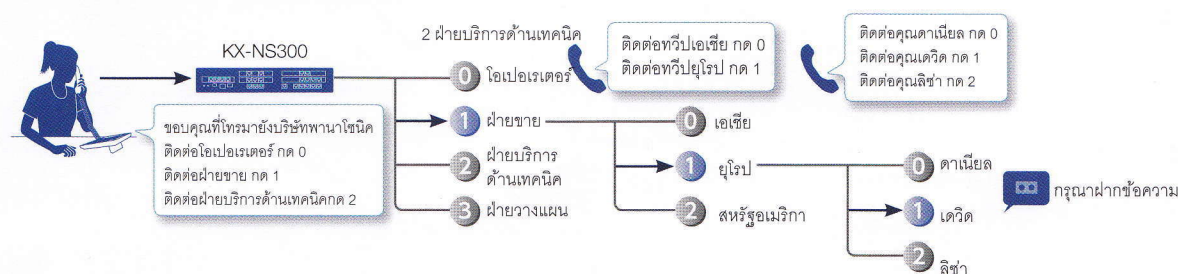 KX-NS300
ขอบคุณที่โทรมายังบริษัทพานาโซนิค
ติดต่อโอเปอเรเตอร์ กด 0
ติดต่อฝ่ายขาย กด 1
ติดต่อฝ่ายบริการด้านเทคนิคกด 2
2 ฝ่ายบริการด้านเทคนิค
0 โอเปอเรเตอร์
1 ฝ่ายขาย
2 ฝ่ายบริการ
ด้านเทคนิค
3 ฝ่ายวางแผน
ติดต่อทวีปเอเชีย กด 0
ติดต่อทวีปยุโรป กด 1
0 เอเชีย
1 ยุโรป
2 สหรัฐอเมริกา
ติดต่อคุณดาเนียล กด 0
ติดต่อคุณเดวิด กด 1
ติดต่อคุณลิซ่า กด 2
0 ดาเนียล
1 เดวิด
2 ลิซ่า
กรุณาฝากข้อความ